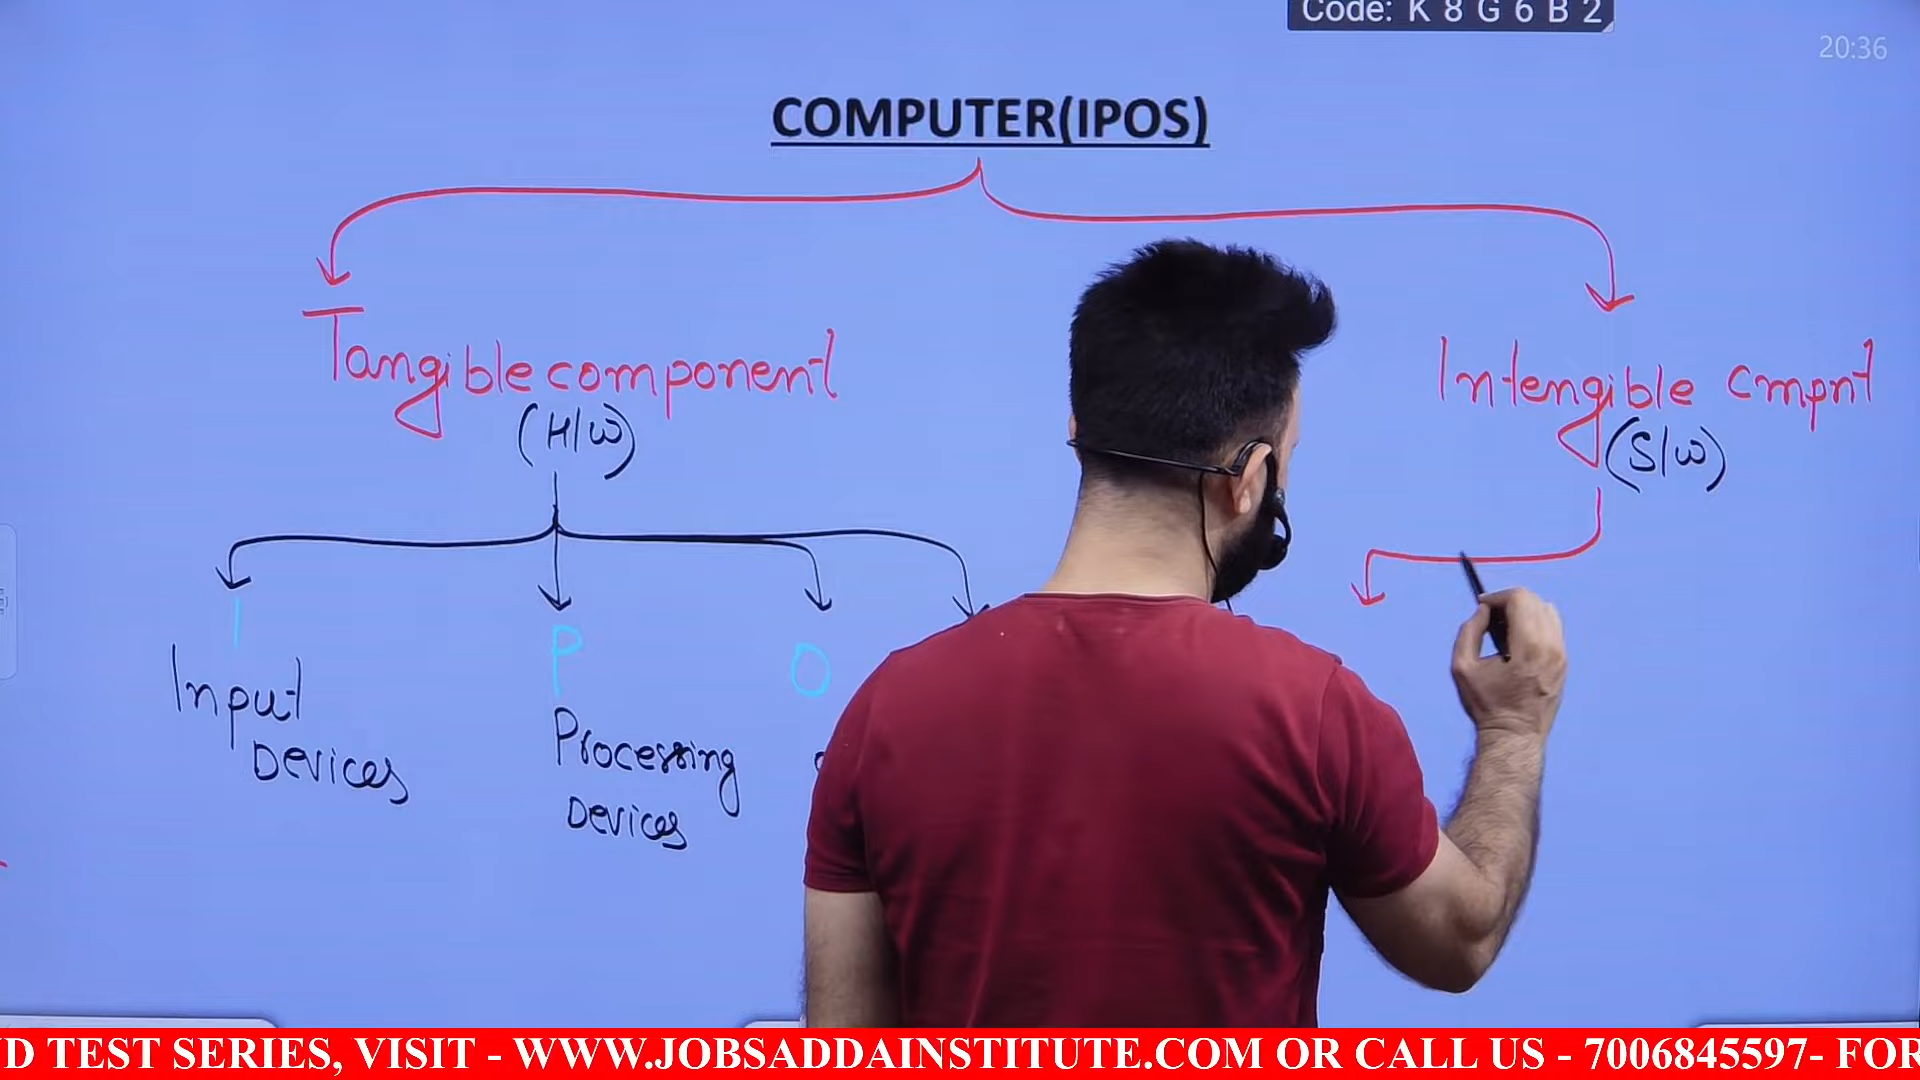 Code: K 8 G 6 B 2
20:36
COMPUTER(IPOS)
Tangible component
(H/W)
Intengible cmpnt
(S/W)
I
P
O
Input
Devices
Processing
Devices
D TEST SERIES, VISIT - WWW.JOBSADDAINSTITUTE.COM OR CALL US - 7006845597- FOR